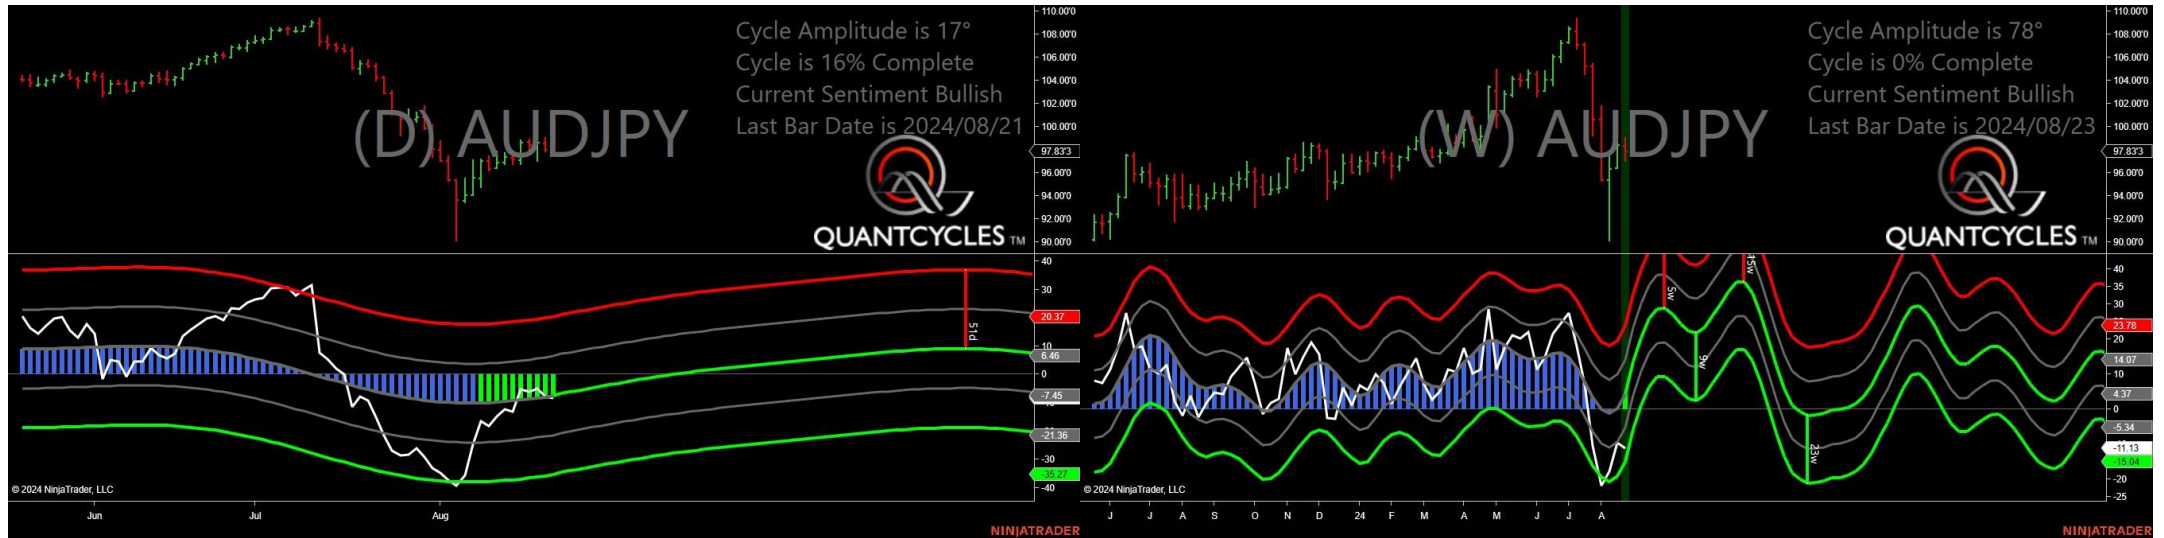 Cycle Amplitude is 17°
Cycle is 16% Complete
Current Sentiment Bullish
Last Bar Date is 2024/08/21
(D) AUDJPY
QUANTCYCLES TM
110.00'0
108.00'0
106.00'0
104.00'0
102.00'0
100.00'0
97.83'3
96.00'0
94.00'0
92.00'0
90.00'0
40
30
20.37
10
6.46
0
-7.45
-21.36
-30
-35.27
-40
51d
© 2024 NinjaTrader, LLC
Jun
Jul
Aug
NINJATRADER
Cycle Amplitude is 78°
Cycle is 0% Complete
Current Sentiment Bullish
Last Bar Date is 2024/08/23
(W) AUDJPY
QUANTCYCLES TM
110.00'0
108.00'0
106.00'0
104.00'0
102.00'0
100.00'0
97.83'3
96.00'0
94.00'0
92.00'0
90.00'0
40
35
30
23.78
20
14.07
10
4.37
0
-5.34
-11.13
-15.04
-20
-25
5w
15w
9w
23w
© 2024 NinjaTrader, LLC
J
J
A
S
O
N
D
24
F
M
A
M
J
J
A
NINJATRADER